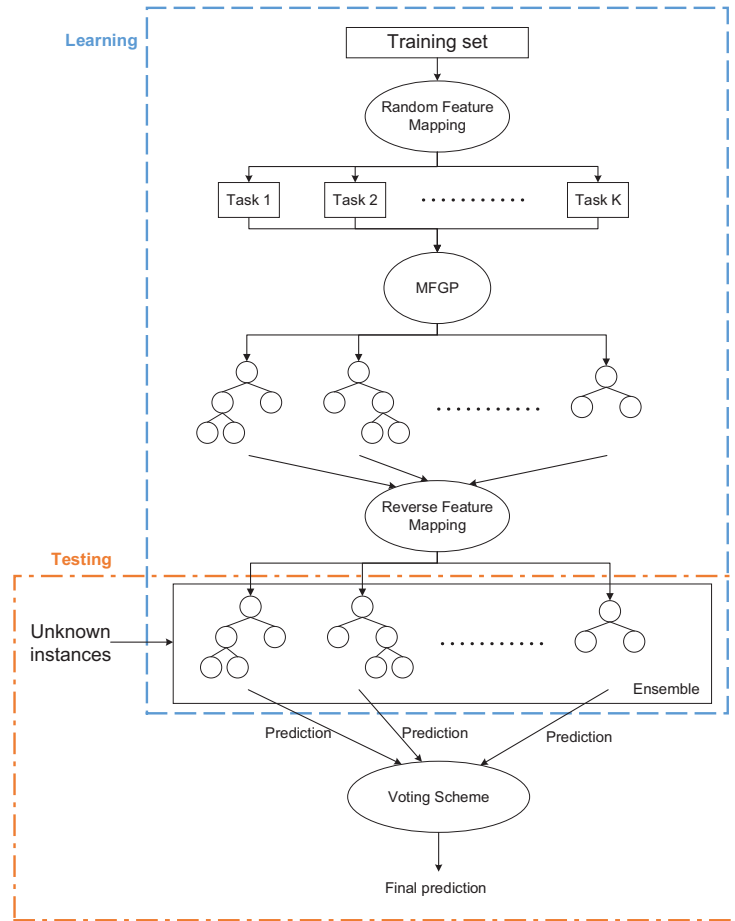 Learning
Training set
Random Feature
Mapping
Task 1
Task 2
Task K
MFGP
Reverse Feature
Mapping
Testing
Unknown
instances
Ensemble
Prediction
Prediction
Prediction
Voting Scheme
Final prediction